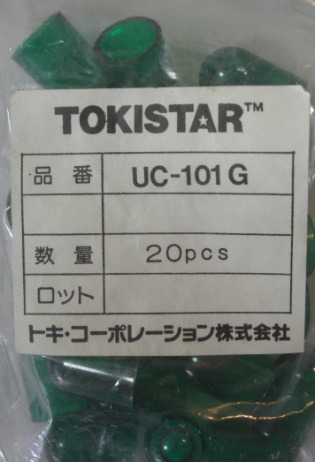 TOKISTAR™
品番 UC-101G
数量 20pcs
ロット
トキ・コーポレーション株式会社